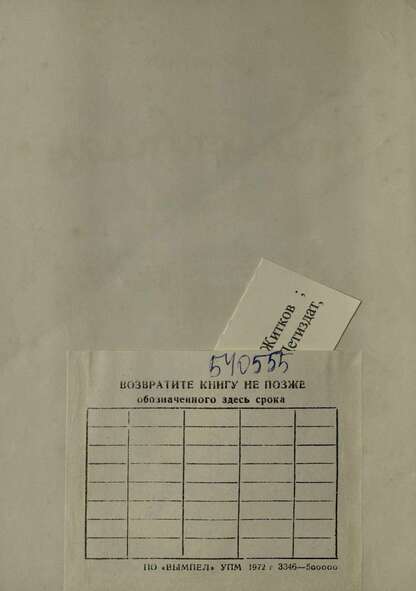 Житков ;
Детиздат,
540555
ВОЗВРАТИТЕ КНИГУ НЕ ПОЗЖЕ
обозначенного здесь срока
ПО «ВЫМПЕЛ» УПМ 1972 г 3346—500000